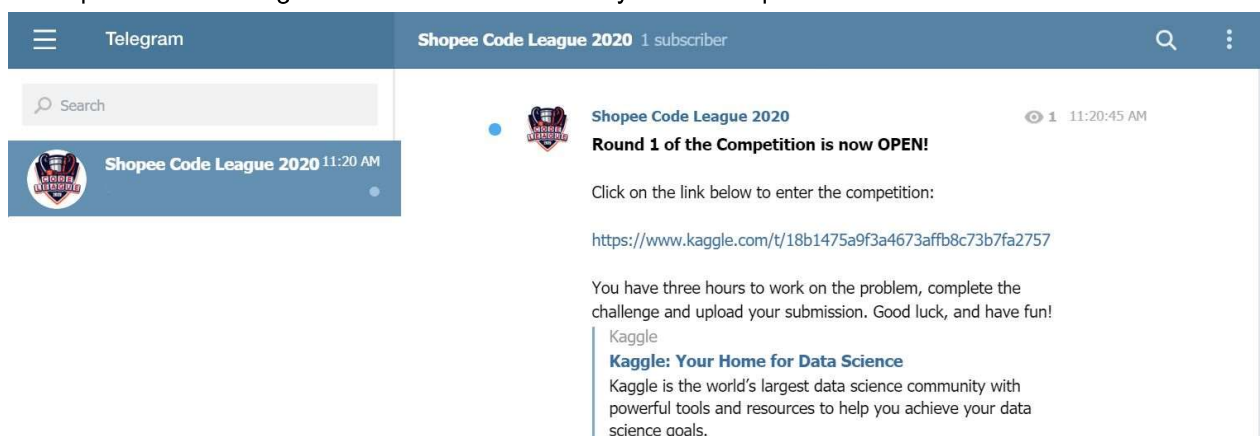 Telegram
Shopee Code League 2020 1 subscriber
Search
Shopee Code League 2020 11:20 AM
CODE
LEAGUE
Shopee Code League 2020 1 11:20:45 AM
CODE
LEAGUE
Round 1 of the Competition is now OPEN!
Click on the link below to enter the competition:
https://www.kaggle.com/t/18b1475a9f3a4673affb8c73b7fa2757
You have three hours to work on the problem, complete the
challenge and upload your submission. Good luck, and have fun!
Kaggle
Kaggle: Your Home for Data Science
Kaggle is the world's largest data science community with
powerful tools and resources to help you achieve your data
science goals.